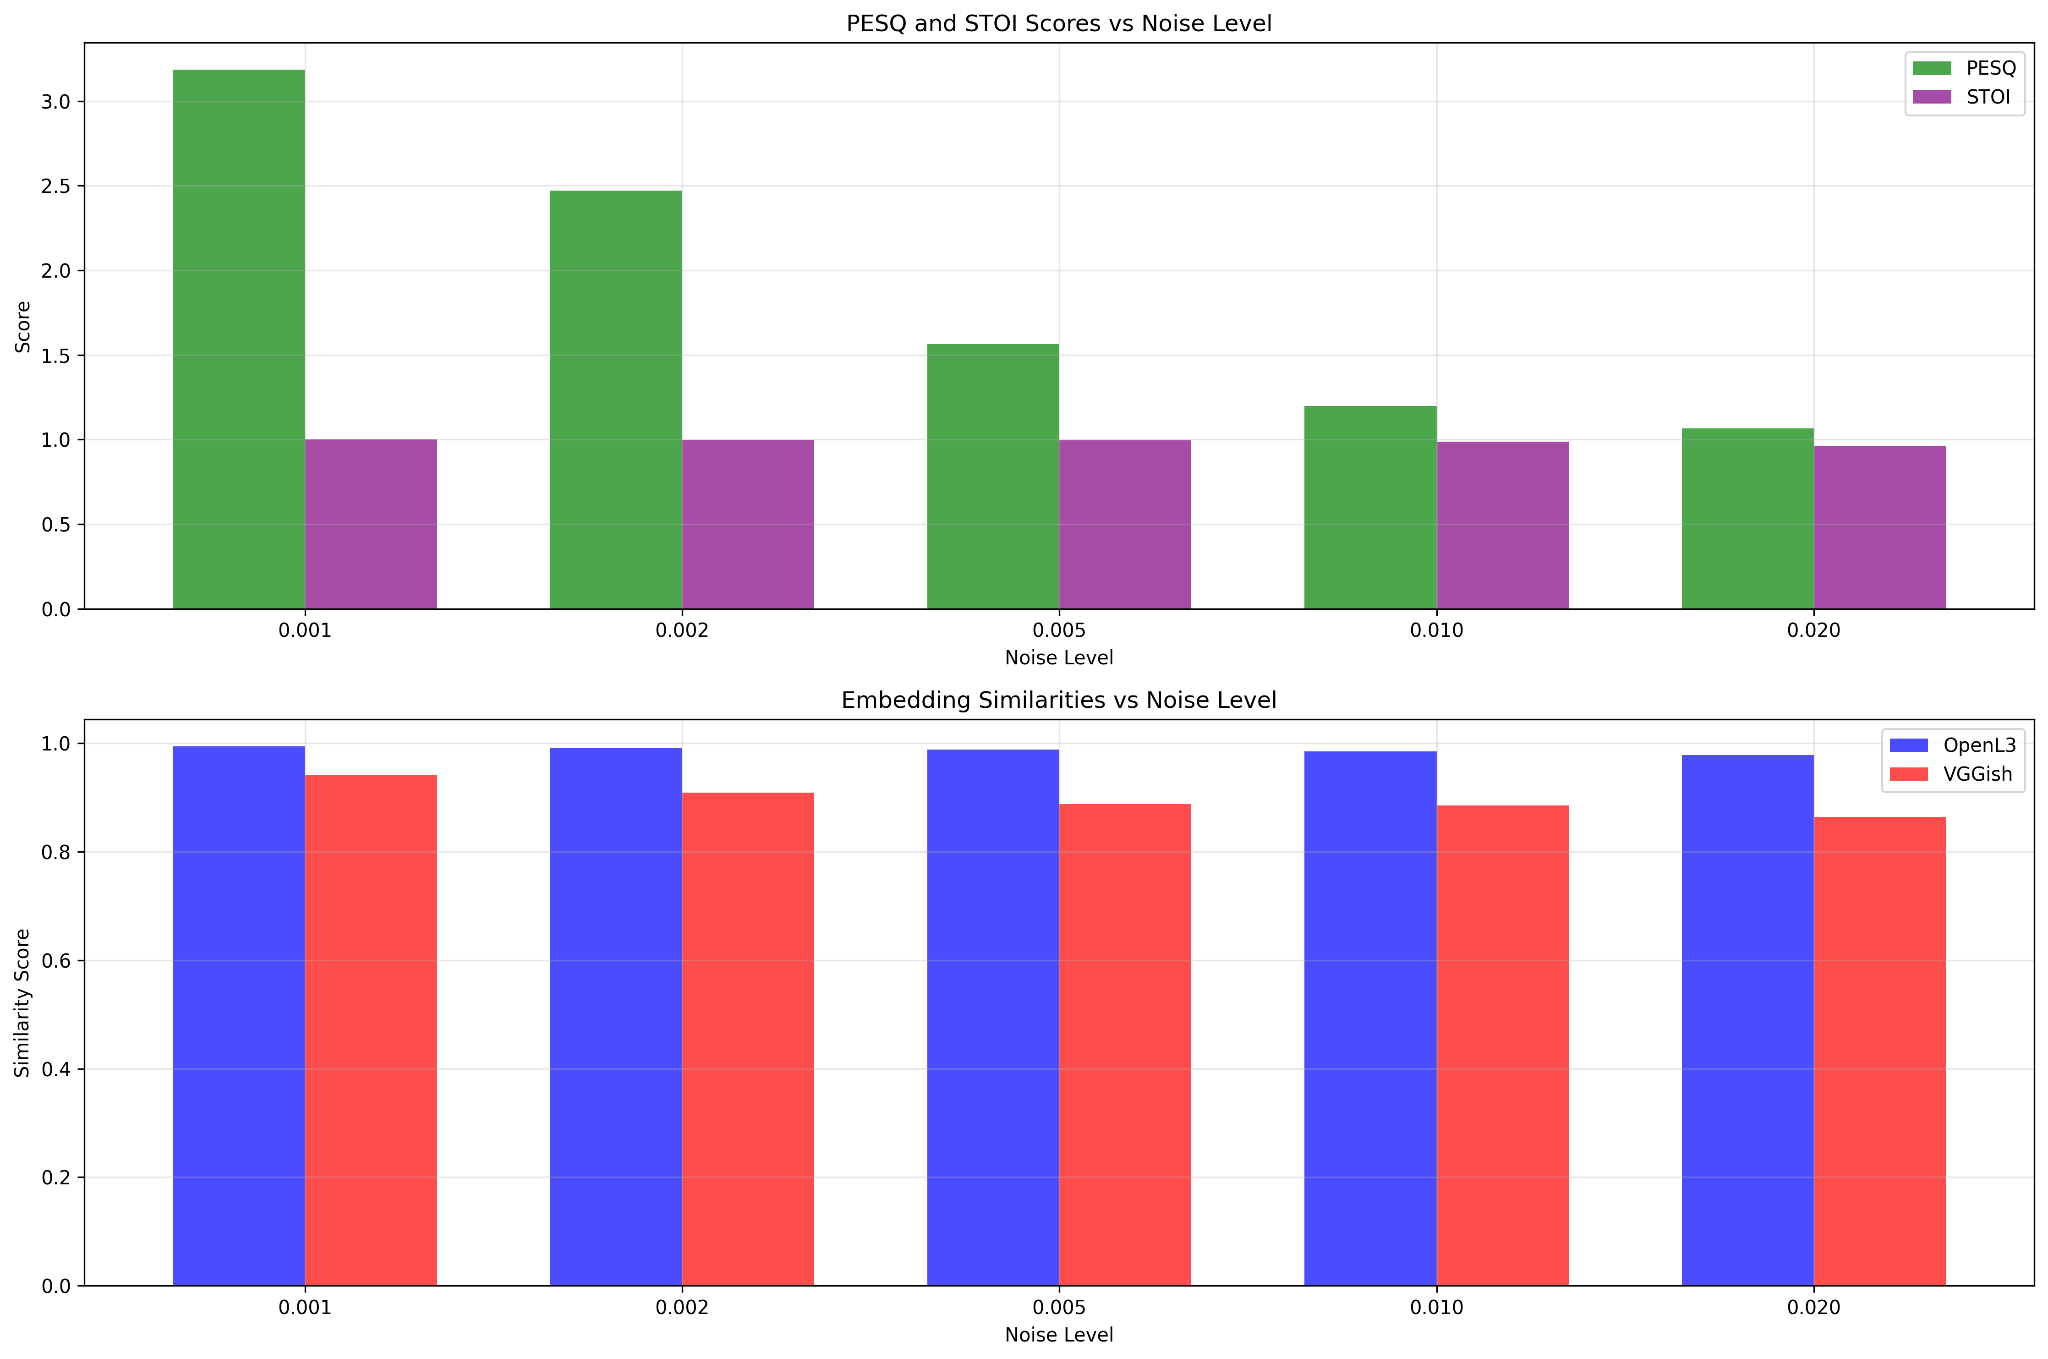 PESQ and STOI Scores vs Noise Level
PESQ
STOI
Score
3.0
2.5
2.0
1.5
1.0
0.5
0.0
0.001
0.002
0.005
0.010
0.020
Noise Level
Embedding Similarities vs Noise Level
OpenL3
VGGish
Similarity Score
1.0
0.8
0.6
0.4
0.2
0.0
0.001
0.002
0.005
0.010
0.020
Noise Level